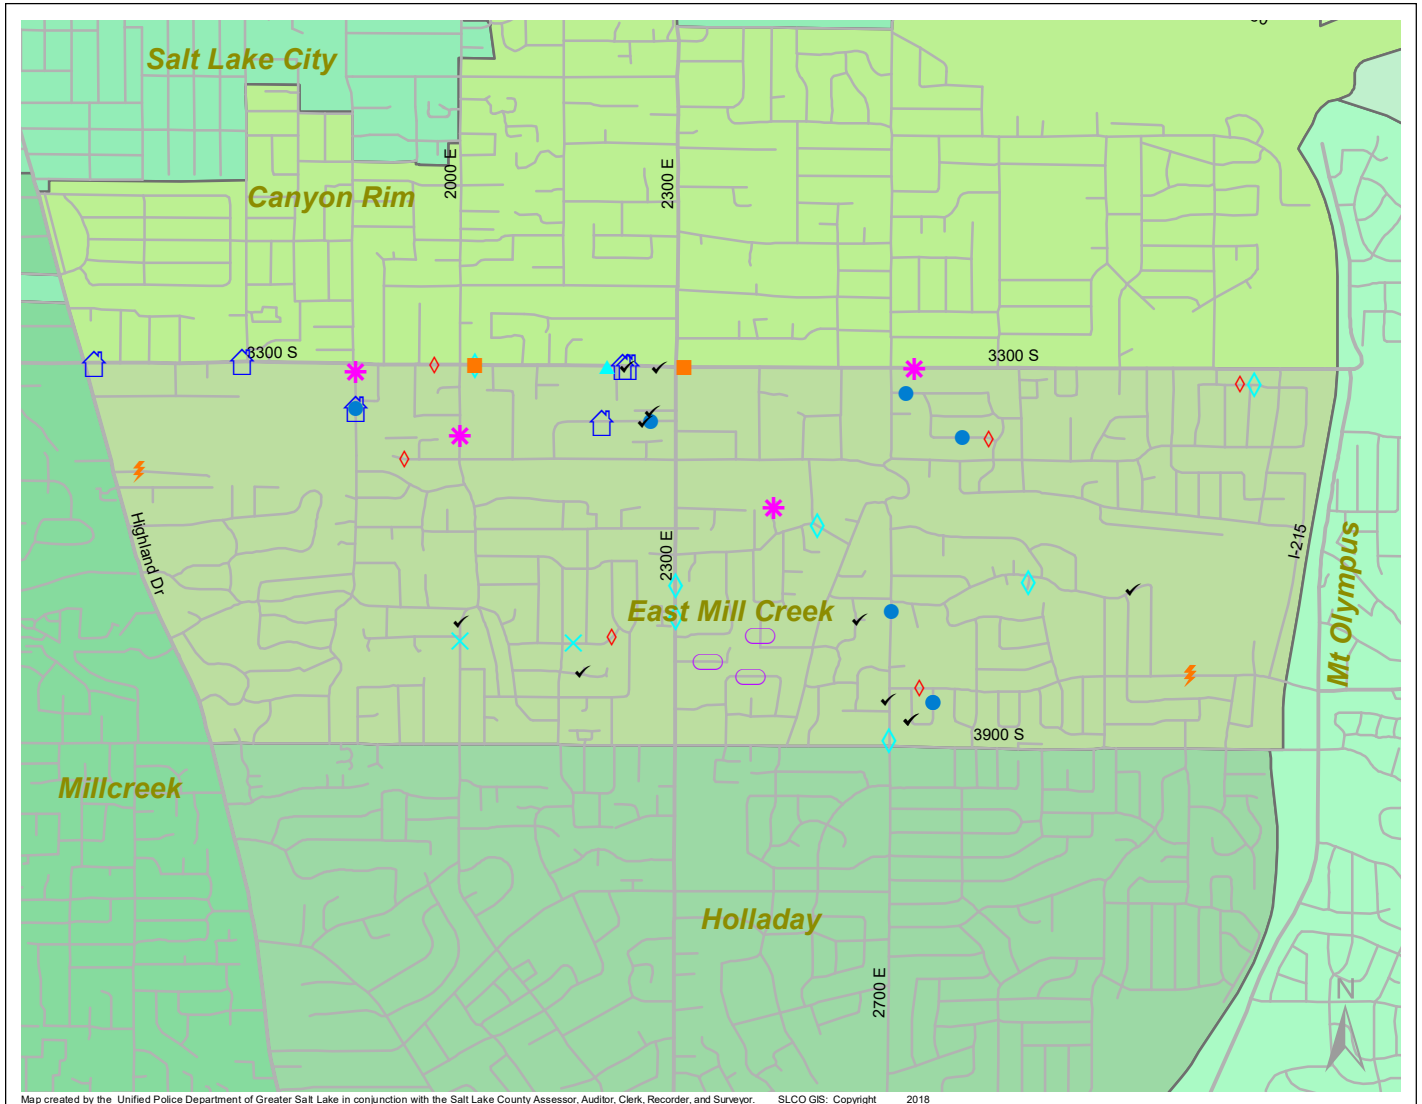 Salt Lake City
2000 E
2300 E
Canyon Rim
3300 S
3300 S
Highland Dr
2300 E
I-215
East Mill Creek
Mt Olympus
3900 S
Millcreek
Holladay
2700 E
N
Map created by the Unified Police Department of Greater Salt Lake in conjunction with the Salt Lake County Assessor, Auditor, Clerk, Recorder, and Surveyor. SLCO GIS: Copyright 2018